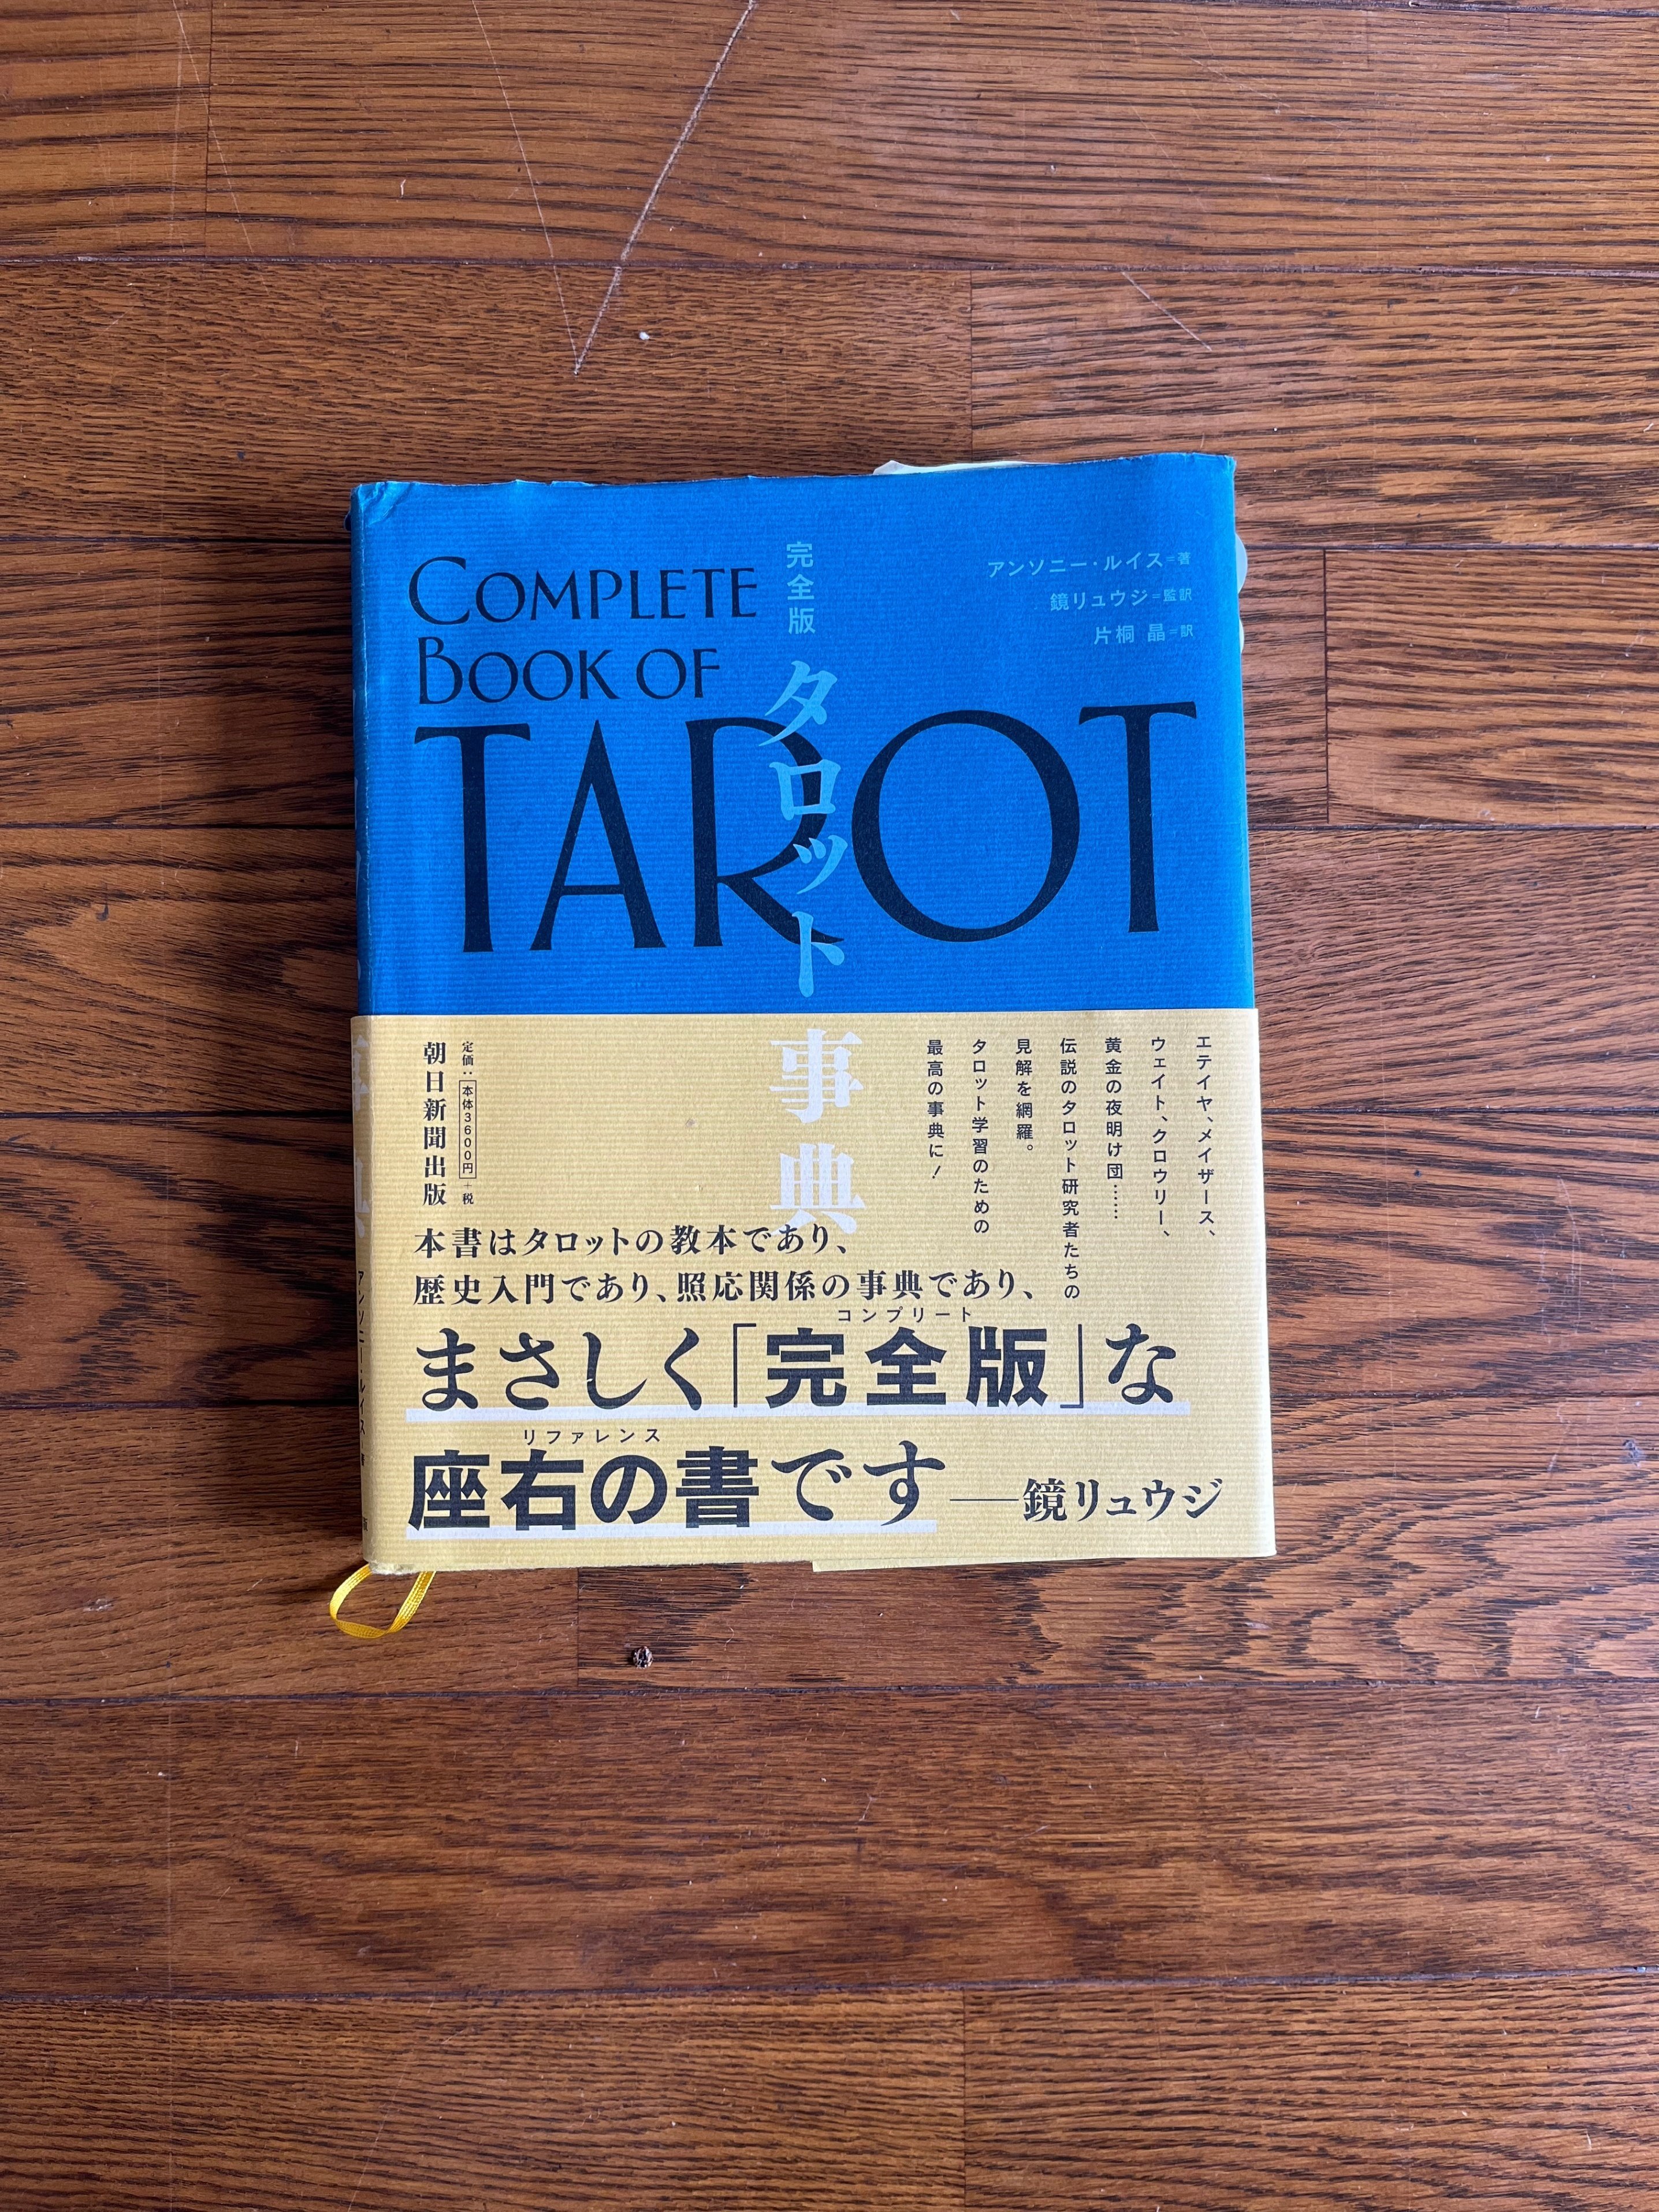 COMPLETE
BOOK OF
TAROT
完全版
タロット事典
アンソニー・ルイス=著
鏡リュウジ=監訳
片桐 晶=訳
エテイヤ、メイザース、
ウェイト、クロウリー、
黄金の夜明け団……
伝説のタロット研究者たちの
見解を網羅。
タロット学習のための
最高の事典に!
定価:本体3600円+税
朝日新聞出版
本書はタロットの教本であり、
歴史入門であり、照応関係の事典であり、
コンプリート
まさしく「完全版」な
リファレンス
座右の書です――鏡リュウジ
アンソニー・ルイス